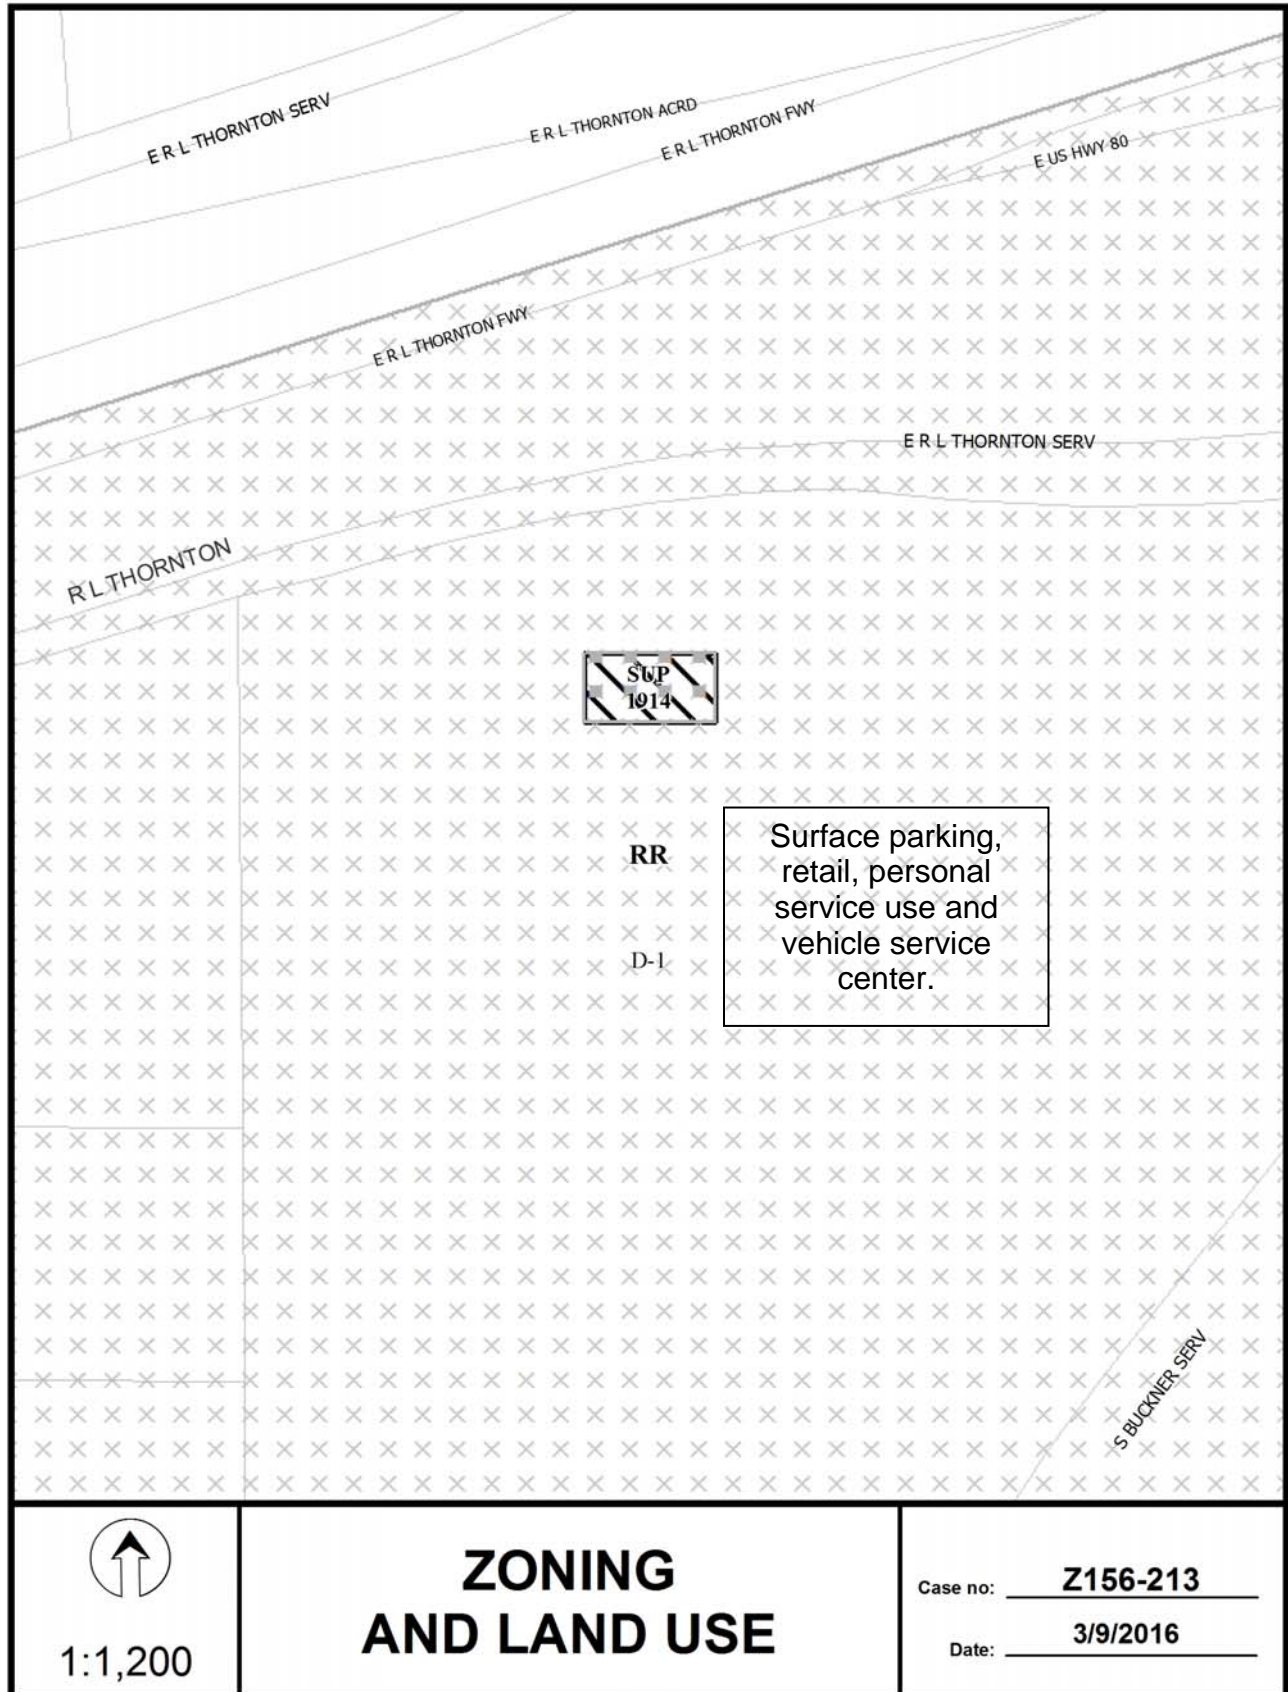 E R L THORNTON SERV
E R L THORNTON ACRD
E R L THORNTON FWY
E US HWY 80
E R L THORNTON FWY
E R L THORNTON SERV
R L THORNTON
SUP
1914
RR
D-1
Surface parking,
retail, personal
service use and
vehicle service
center.
S BUCKNER SERV
1:1,200
ZONING
AND LAND USE
Case no: Z156-213
Date: 3/9/2016